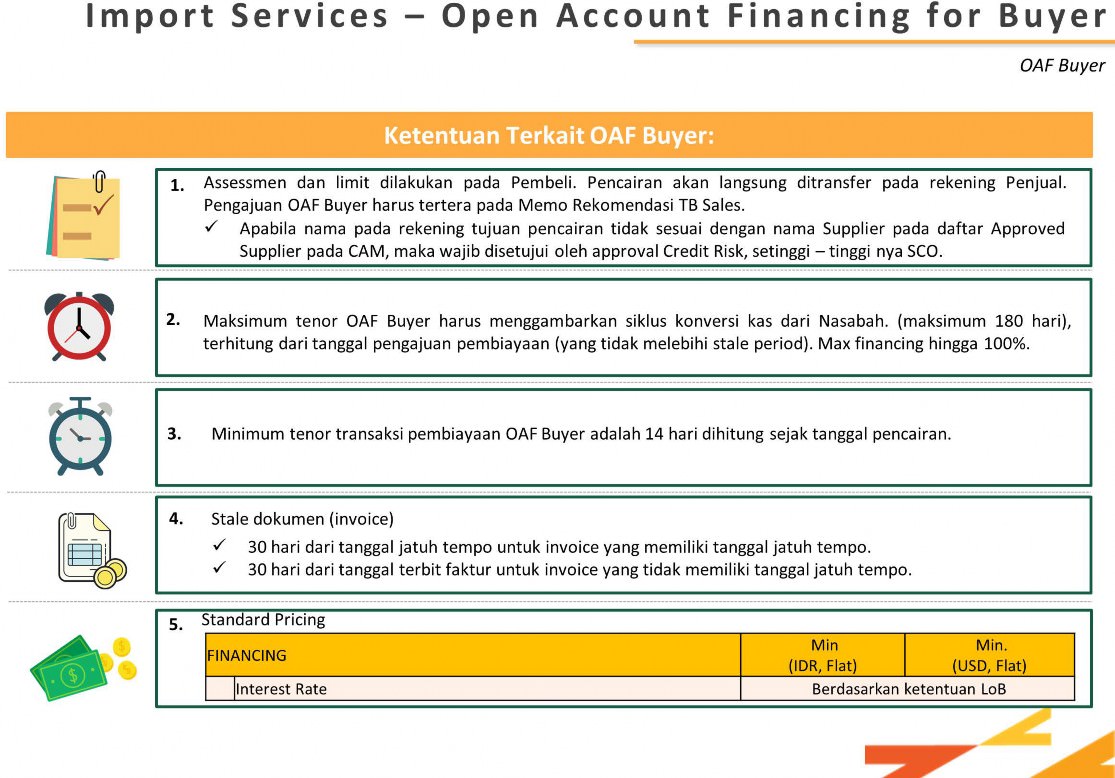 Import Services – Open Account Financing for Buyer
OAF Buyer
Ketentuan Terkait OAF Buyer:
1. Assessmen dan limit dilakukan pada Pembeli. Pencairan akan langsung ditransfer pada rekening Penjual.
Pengajuan OAF Buyer harus tertera pada Memo Rekomendasi TB Sales.
✓ Apabila nama pada rekening tujuan pencairan tidak sesuai dengan nama Supplier pada daftar Approved
Supplier pada CAM, maka wajib disetujui oleh approval Credit Risk, setinggi – tinggi nya SCO.
2. Maksimum tenor OAF Buyer harus menggambarkan siklus konversi kas dari Nasabah. (maksimum 180 hari),
terhitung dari tanggal pengajuan pembiayaan (yang tidak melebihi stale period). Max financing hingga 100%.
3. Minimum tenor transaksi pembiayaan OAF Buyer adalah 14 hari dihitung sejak tanggal pencairan.
4. Stale dokumen (invoice)
✓ 30 hari dari tanggal jatuh tempo untuk invoice yang memiliki tanggal jatuh tempo.
✓ 30 hari dari tanggal terbit faktur untuk invoice yang tidak memiliki tanggal jatuh tempo.
5. Standard Pricing
FINANCING
Min
(IDR, Flat)
Min.
(USD, Flat)
Interest Rate
Berdasarkan ketentuan LoB